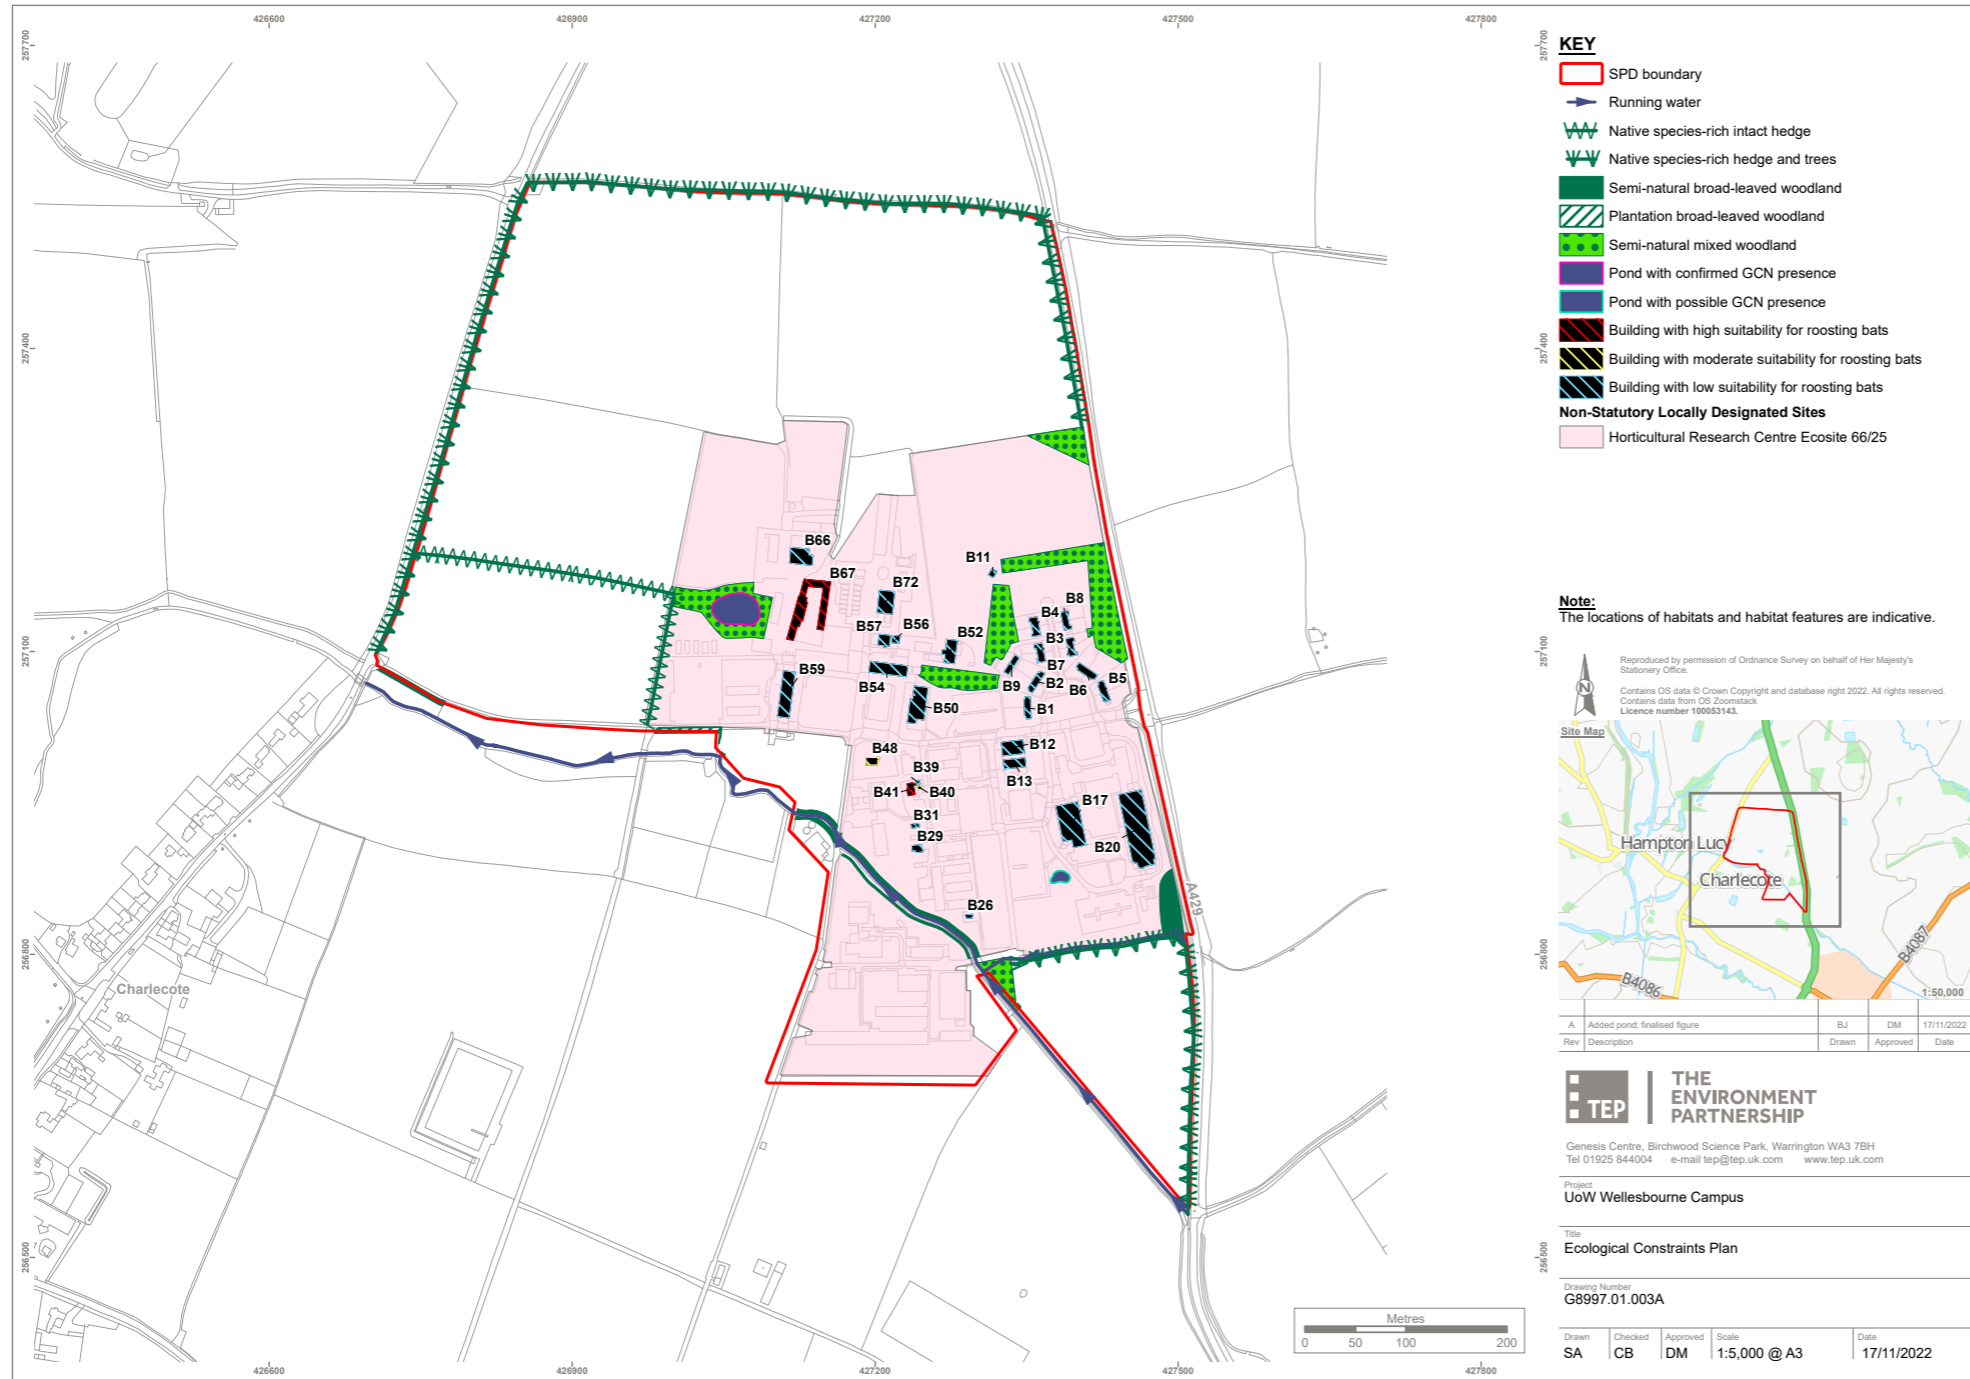 426600
426900
427200
427500
427800
257700
257400
257100
256800
256500
257700
257400
257100
256800
256500
426600
426900
427200
427500
427800
B66
B67
B72
B11
B57
B56
B52
B4
B8
B3
B59
B54
B50
B9
B7
B2
B6
B5
B1
B48
B12
B13
B39
B41
B40
B17
B31
B29
B20
B26
A429
Charlecote
Metres
0 50 100 200
KEY
SPD boundary
Running water
Native species-rich intact hedge
Native species-rich hedge and trees
Semi-natural broad-leaved woodland
Plantation broad-leaved woodland
Semi-natural mixed woodland
Pond with confirmed GCN presence
Pond with possible GCN presence
Building with high suitability for roosting bats
Building with moderate suitability for roosting bats
Building with low suitability for roosting bats
Non-Statutory Locally Designated Sites
Horticultural Research Centre Ecosite 66/25
Note:
The locations of habitats and habitat features are indicative.
N
Reproduced by permission of Ordnance Survey on behalf of Her Majesty's
Stationery Office.
Contains OS data © Crown Copyright and database right 2022. All rights reserved.
Contains data from OS Zoomstack
Licence number 100053143.
Site Map
Hampton Lucy
Charlecote
B4087
B4086
1:50,000
A Added pond; finalised figure BJ DM 17/11/2022
Rev Description Drawn Approved Date
TEP
THE
ENVIRONMENT
PARTNERSHIP
Genesis Centre, Birchwood Science Park, Warrington WA3 7BH
Tel 01925 844004 e-mail tep@tep.uk.com www.tep.uk.com
Project
UoW Wellesbourne Campus
Title
Ecological Constraints Plan
Drawing Number
G8997.01.003A
Drawn Checked Approved Scale Date
SA CB DM 1:5,000 @ A3 17/11/2022